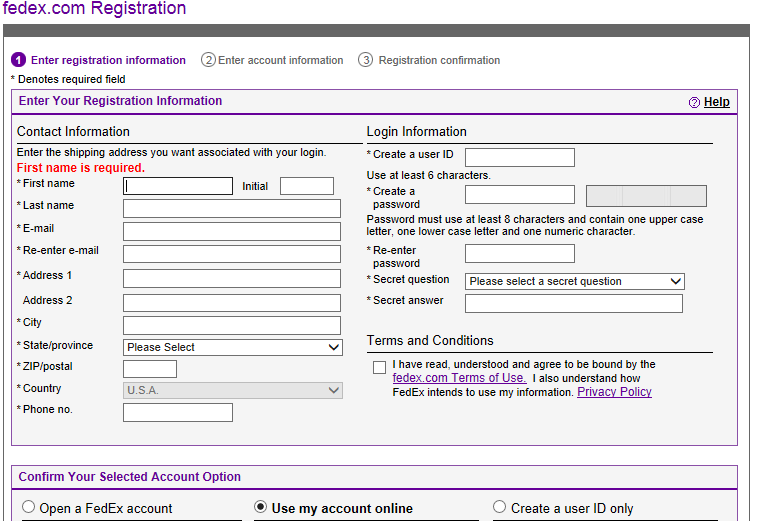 fedex.com Registration
1 Enter registration information 2 Enter account information 3 Registration confirmation
* Denotes required field
Enter Your Registration Information
? Help
Contact Information
Enter the shipping address you want associated with your login.
First name is required.
* First name
Initial
* Last name
* E-mail
* Re-enter e-mail
* Address 1
Address 2
* City
* State/province
Please Select
* ZIP/postal
* Country
U.S.A.
* Phone no.
Login Information
* Create a user ID
Use at least 6 characters.
* Create a
password
Password must use at least 8 characters and contain one upper case
letter, one lower case letter and one numeric character.
* Re-enter
password
* Secret question
Please select a secret question
* Secret answer
Terms and Conditions
I have read, understood and agree to be bound by the
fedex.com Terms of Use. I also understand how
FedEx intends to use my information. Privacy Policy
Confirm Your Selected Account Option
Open a FedEx account
Use my account online
Create a user ID only